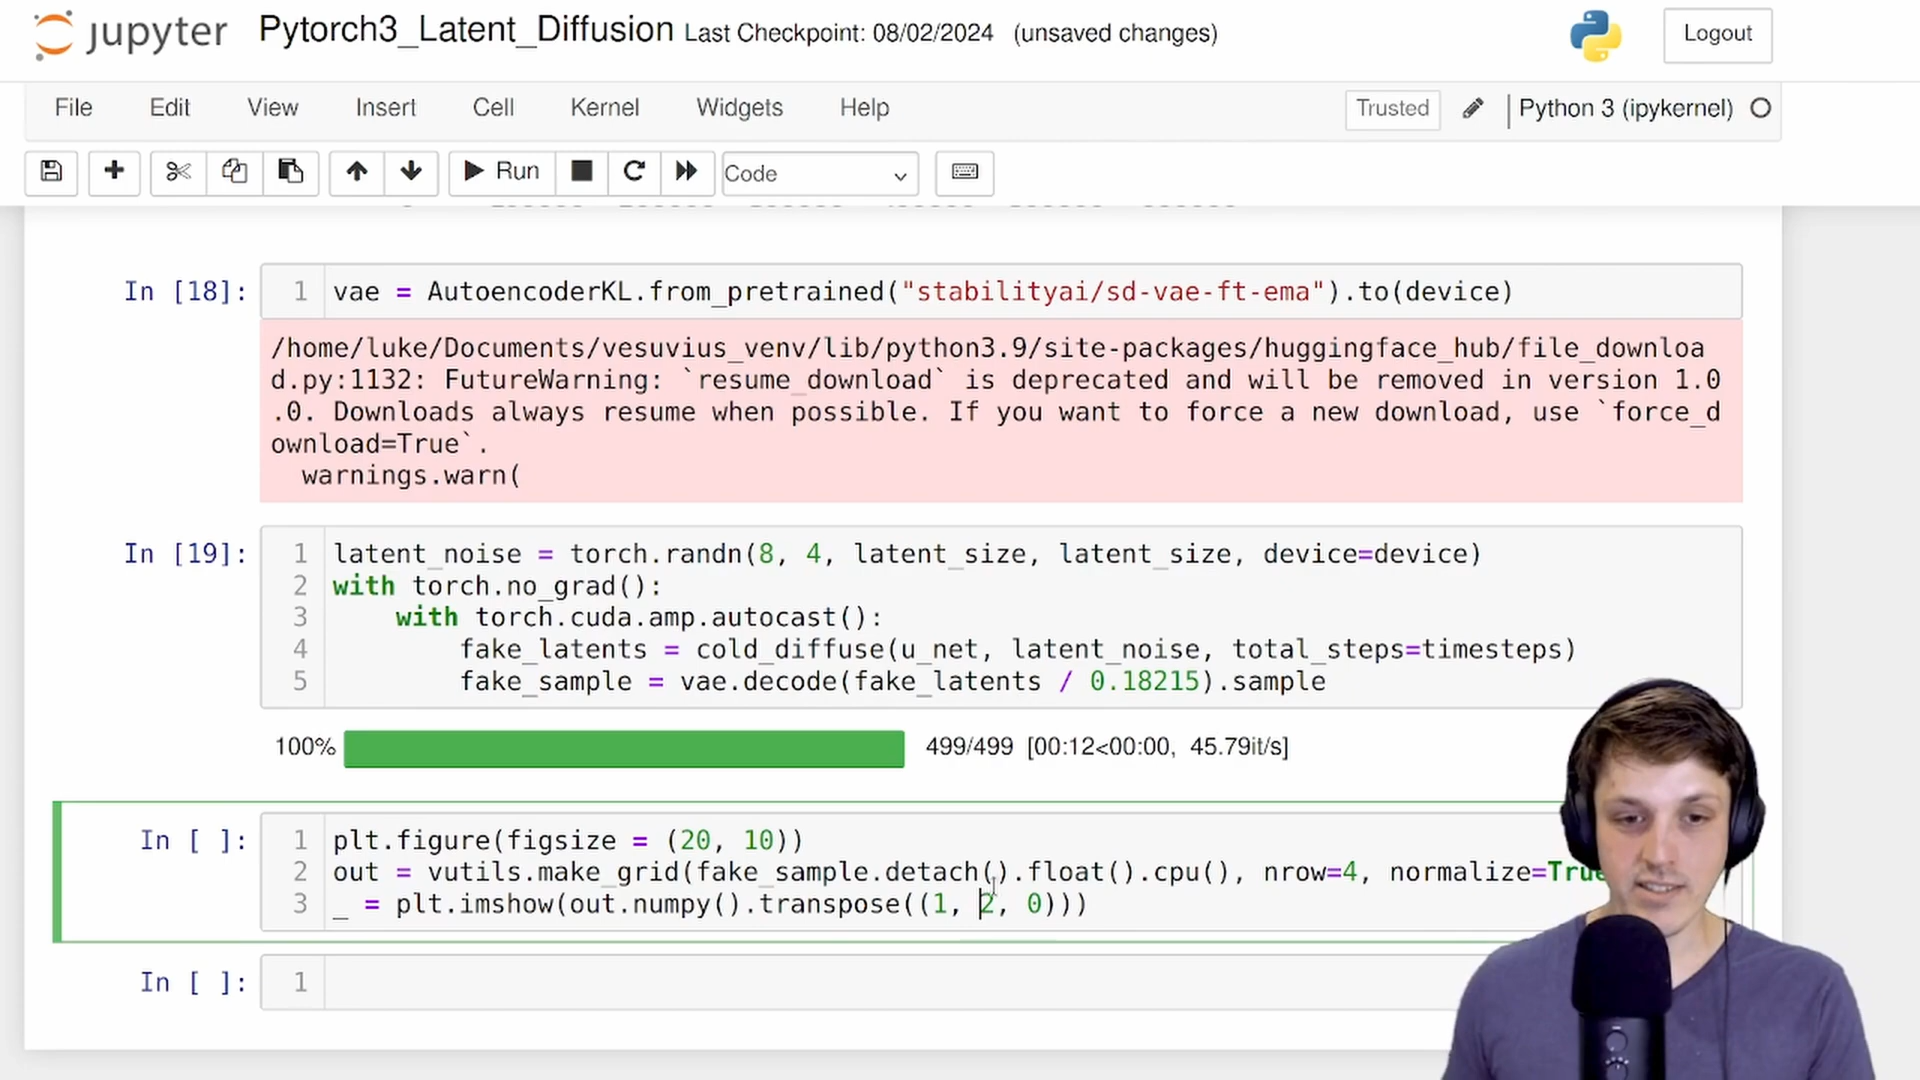 jupyter Pytorch3_Latent_Diffusion Last Checkpoint: 08/02/2024 (unsaved changes) Logout
File Edit View Insert Cell Kernel Widgets Help Trusted Python 3 (ipykernel)
Run Code
In [18]: 1 vae = AutoencoderKL.from_pretrained("stabilityai/sd-vae-ft-ema").to(device)
/home/luke/Documents/vesuvius_venv/lib/python3.9/site-packages/huggingface_hub/file_downloa
d.py:1132: FutureWarning: `resume_download` is deprecated and will be removed in version 1.0
.0. Downloads always resume when possible. If you want to force a new download, use `force_d
ownload=True`.
warnings.warn(
In [19]: 1 latent_noise = torch.randn(8, 4, latent_size, latent_size, device=device)
2 with torch.no_grad():
3 with torch.cuda.amp.autocast():
4 fake_latents = cold_diffuse(u_net, latent_noise, total_steps=timesteps)
5 fake_sample = vae.decode(fake_latents / 0.18215).sample
100% 499/499 [00:12<00:00, 45.79it/s]
In [ ]: 1 plt.figure(figsize = (20, 10))
2 out = vutils.make_grid(fake_sample.detach().float().cpu(), nrow=4, normalize=True
3 _ = plt.imshow(out.numpy().transpose((1, 2, 0)))
In [ ]: 1